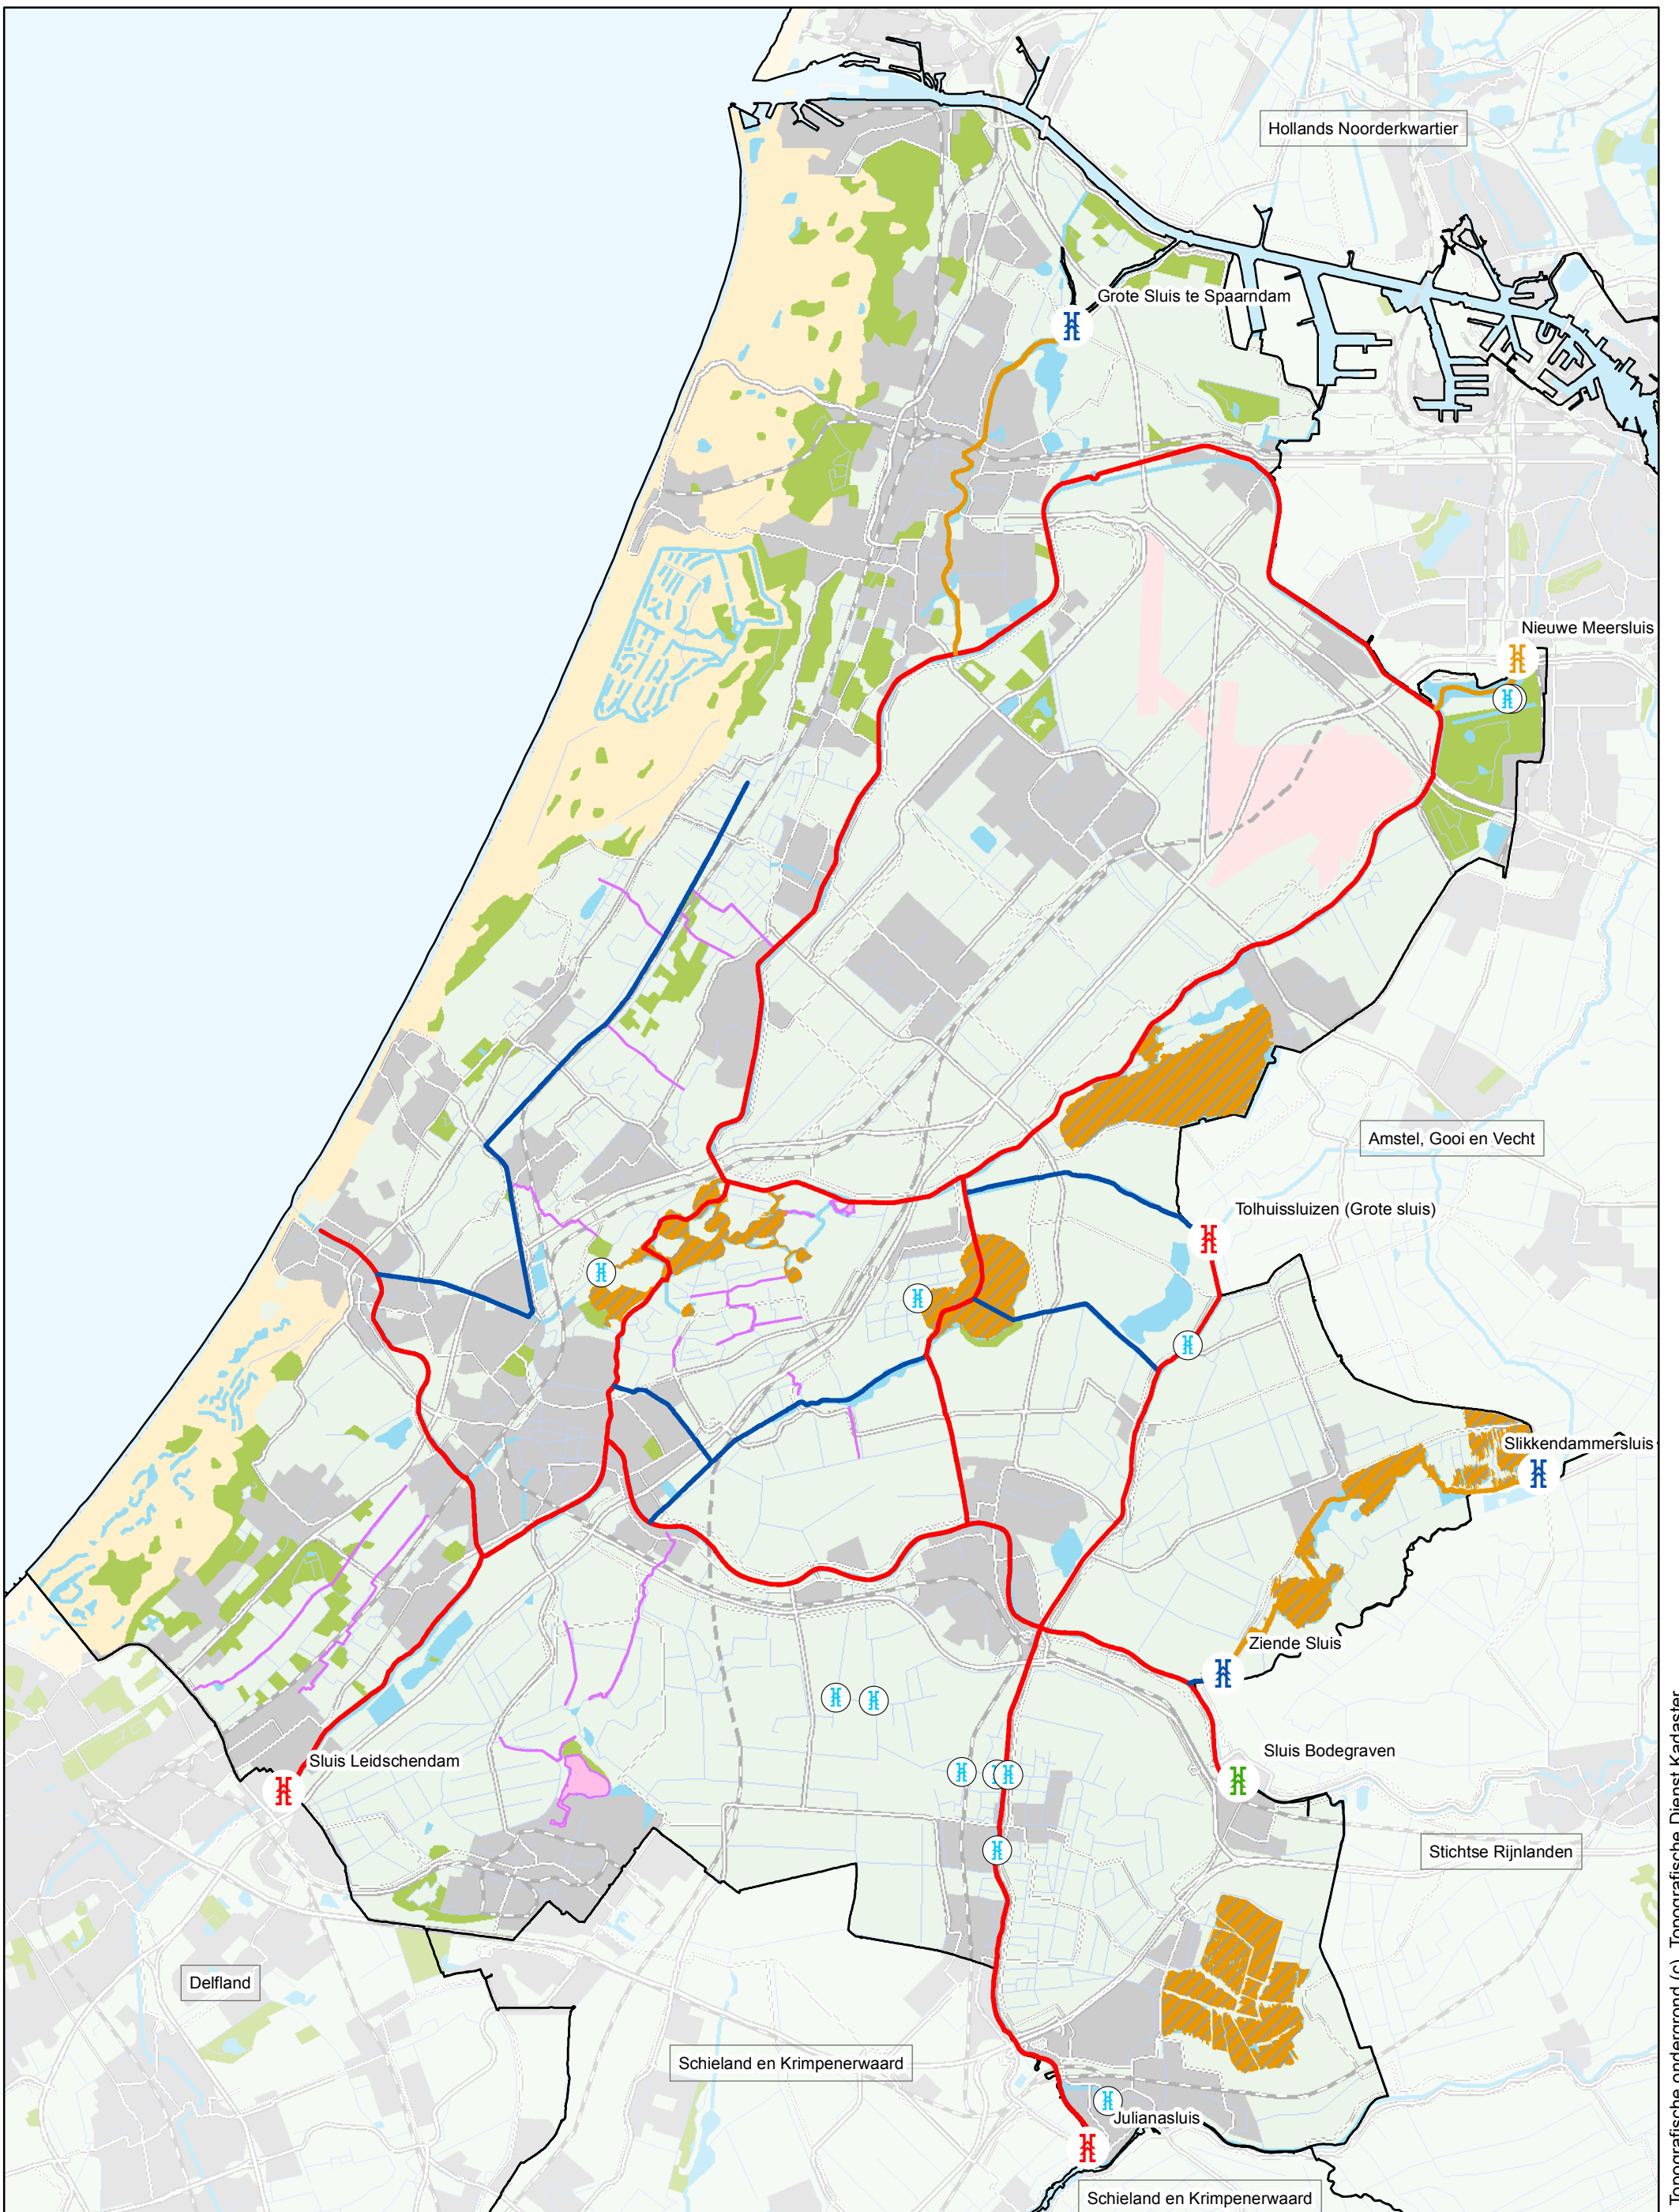 Hollands Noorderkwartier
Grote Sluis te Spaarndam
Nieuwe Meersluis
Amstel, Gooi en Vecht
Tolhuissluizen (Grote sluis)
Slikkendammersluis
Ziende Sluis
Sluis Bodegraven
Sluis Leidschendam
Stichtse Rijnlanden
Delfland
Schieland en Krimpenerwaard
Julianasluis
Schieland en Krimpenerwaard
Topografische ondergrond (c) Topografische Dienst Kadaster